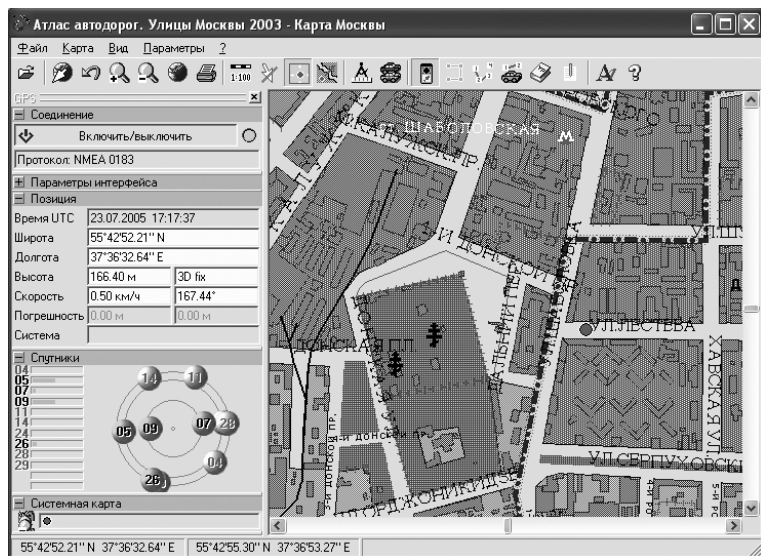 Атлас автодорог. Улицы Москвы 2003 - Карта Москвы
Файл Карта Вид Параметры ?
1:100
GPS
Соединение
Включить/выключить
Протокол: NMEA 0183
Параметры интерфейса
Позиция
Время UTC 23.07.2005 17:17:37
Широта 55°42'52.21'' N
Долгота 37°36'32.64'' E
Высота 166.40 м 3D fix
Скорость 0.50 км/ч 167.44°
Погрешность 0.00 м 0.00 м
Система
Спутники
04
05
07
09
11
14
24
26
28
29
14 11
05 09 07 28
04
26
Системная карта
ШАБОЛОВСКАЯ
М
УЛ.ЛЕСТЕВА
ДОНСКАЯ ПЛ.
ХАВСКАЯ УЛ.
УЛ.СЕРПУХОВСКИ
4-й ДОНСКОЙ ПР.
55°42'52.21'' N 37°36'32.64'' E 55°42'55.30'' N 37°36'53.27'' E